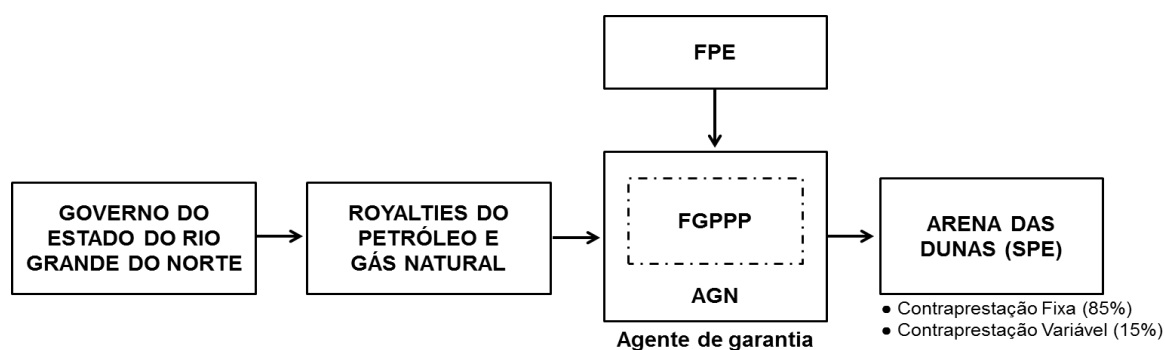 FPE
GOVERNO DO
ESTADO DO RIO
GRANDE DO NORTE
ROYALTIES DO
PETRÓLEO E
GÁS NATURAL
FGPPP
AGN
Agente de garantia
ARENA DAS
DUNAS (SPE)
● Contraprestação Fixa (85%)
● Contraprestação Variável (15%)